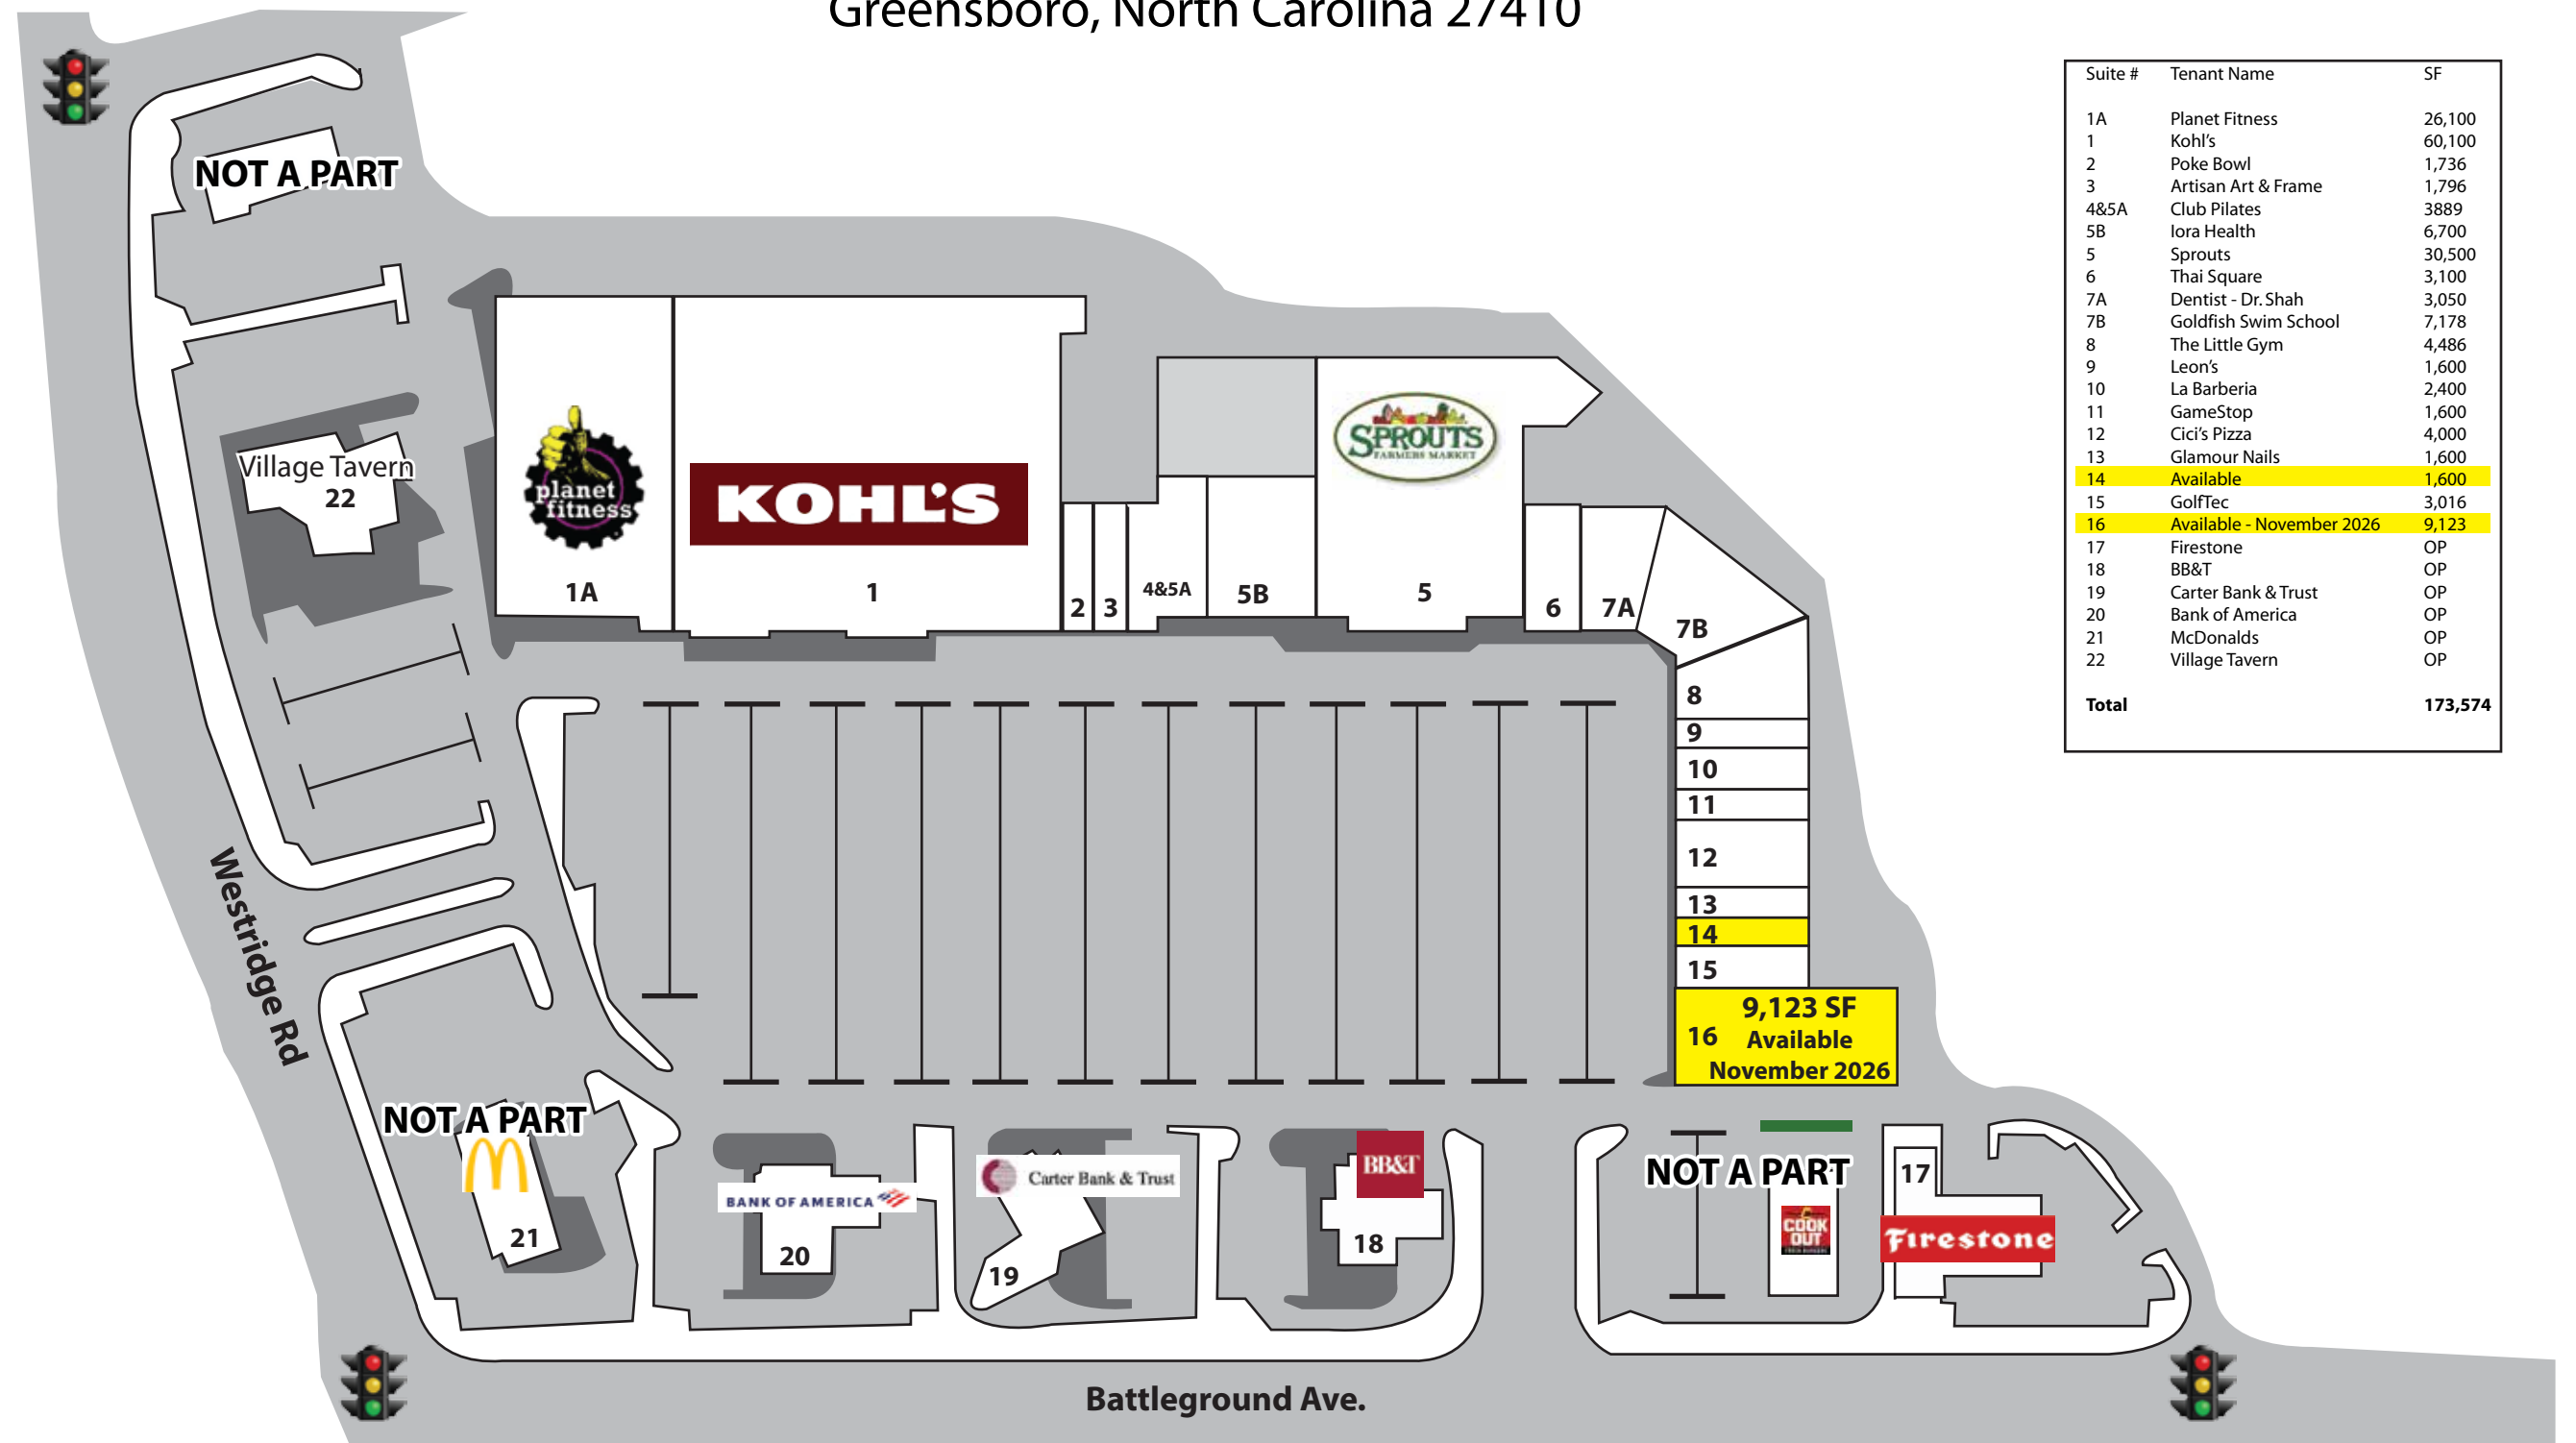 Greensboro, North Carolina 27410
Suite # Tenant Name SF
1A Planet Fitness 26,100
1 Kohl's 60,100
2 Poke Bowl 1,736
3 Artisan Art & Frame 1,796
4&5A Club Pilates 3889
5B Iora Health 6,700
5 Sprouts 30,500
6 Thai Square 3,100
7A Dentist - Dr. Shah 3,050
7B Goldfish Swim School 7,178
8 The Little Gym 4,486
9 Leon's 1,600
10 La Barberia 2,400
11 GameStop 1,600
12 Cici's Pizza 4,000
13 Glamour Nails 1,600
14 Available 1,600
15 GolfTec 3,016
16 Available - November 2026 9,123
17 Firestone OP
18 BB&T OP
19 Carter Bank & Trust OP
20 Bank of America OP
21 McDonalds OP
22 Village Tavern OP
Total 173,574
NOT A PART
Village Tavern
22
planet
fitness
1A
KOHL'S
1
2
3
4&5A
5B
SPROUTS
FARMERS MARKET
5
6
7A
7B
8
9
10
11
12
13
14
15
16
9,123 SF
Available
November 2026
Westridge Rd
NOT A PART
21
BANK OF AMERICA
20
Carter Bank & Trust
19
BB&T
18
NOT A PART
COOK
OUT
17
Firestone
Battleground Ave.